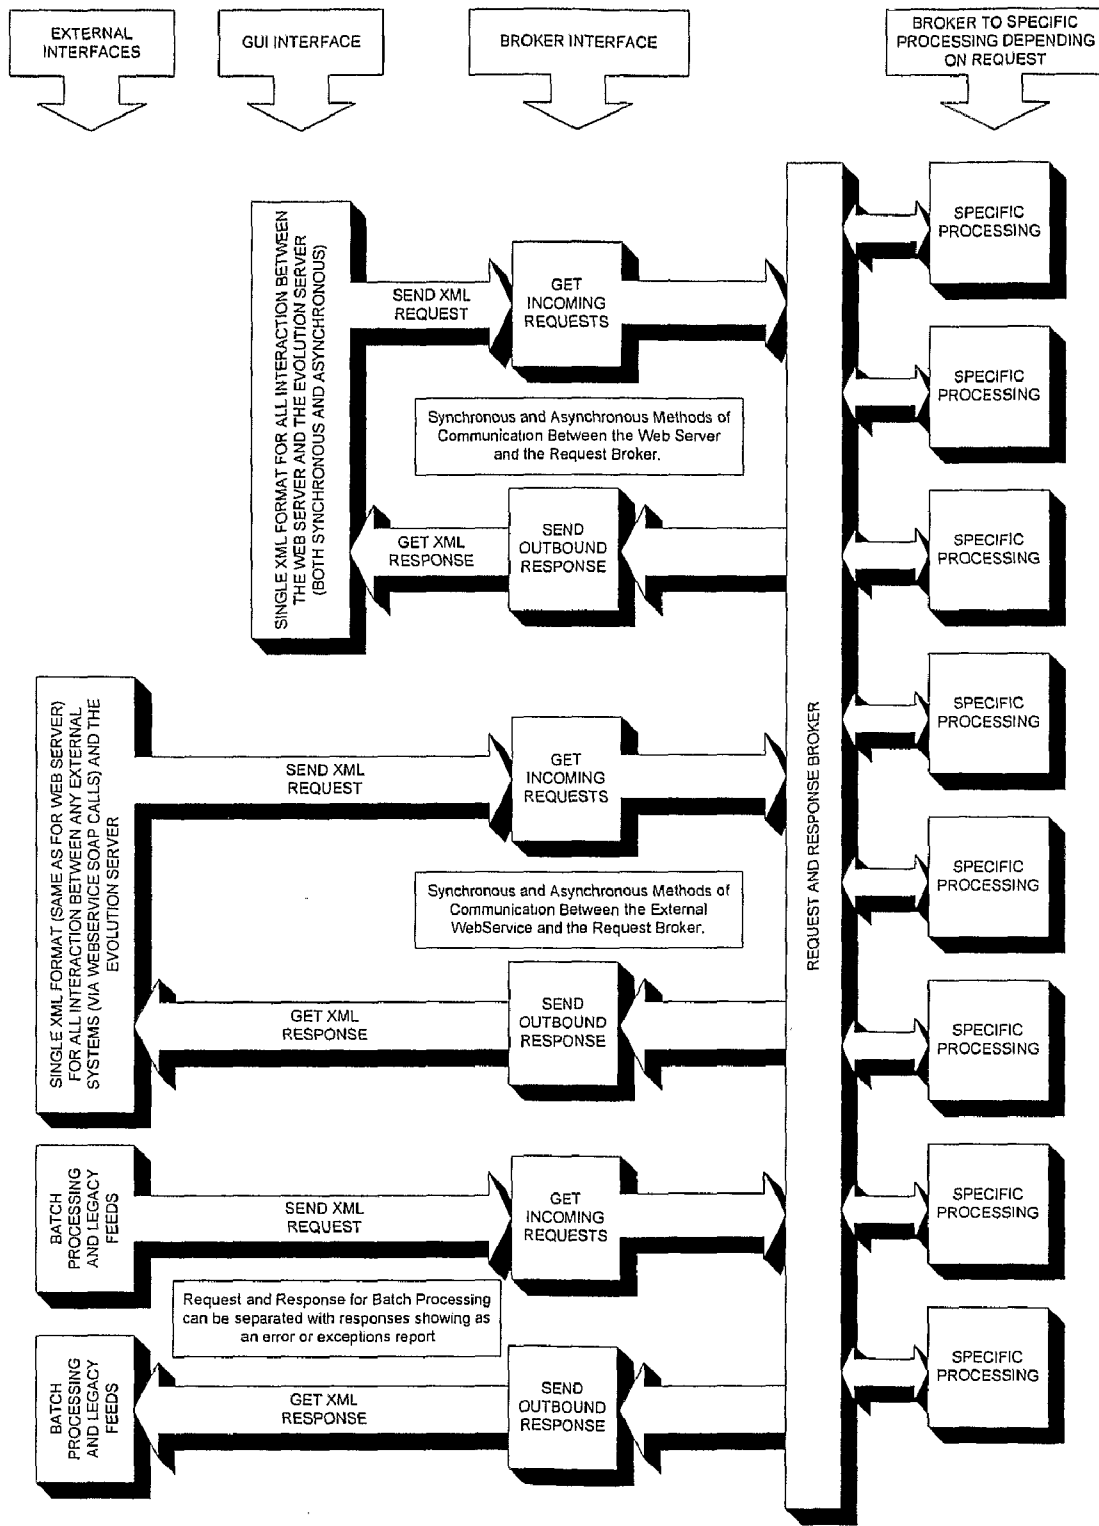 EXTERNAL
INTERFACES
GUI INTERFACE
BROKER INTERFACE
BROKER TO SPECIFIC
PROCESSING DEPENDING
ON REQUEST
SINGLE XML FORMAT FOR ALL INTERACTION BETWEEN
THE WEB SERVER AND THE EVOLUTION SERVER
(BOTH SYNCHRONOUS AND ASYNCHRONOUS)
SEND XML
REQUEST
GET
INCOMING
REQUESTS
Synchronous and Asynchronous Methods of
Communication Between the Web Server
and the Request Broker.
GET XML
RESPONSE
SEND
OUTBOUND
RESPONSE
SINGLE XML FORMAT (SAME AS FOR WEB SERVER)
FOR ALL INTERACTION BETWEEN ANY EXTERNAL
SYSTEMS (VIA WEBSERVICE SOAP CALLS) AND THE
EVOLUTION SERVER
SEND XML
REQUEST
GET
INCOMING
REQUESTS
Synchronous and Asynchronous Methods of
Communication Between the External
WebService and the Request Broker.
GET XML
RESPONSE
SEND
OUTBOUND
RESPONSE
BATCH
PROCESSING
AND LEGACY
FEEDS
SEND XML
REQUEST
GET
INCOMING
REQUESTS
Request and Response for Batch Processing
can be separated with responses showing as
an error or exceptions report
BATCH
PROCESSING
AND LEGACY
FEEDS
GET XML
RESPONSE
SEND
OUTBOUND
RESPONSE
REQUEST AND RESPONSE BROKER
SPECIFIC
PROCESSING
SPECIFIC
PROCESSING
SPECIFIC
PROCESSING
SPECIFIC
PROCESSING
SPECIFIC
PROCESSING
SPECIFIC
PROCESSING
SPECIFIC
PROCESSING
SPECIFIC
PROCESSING